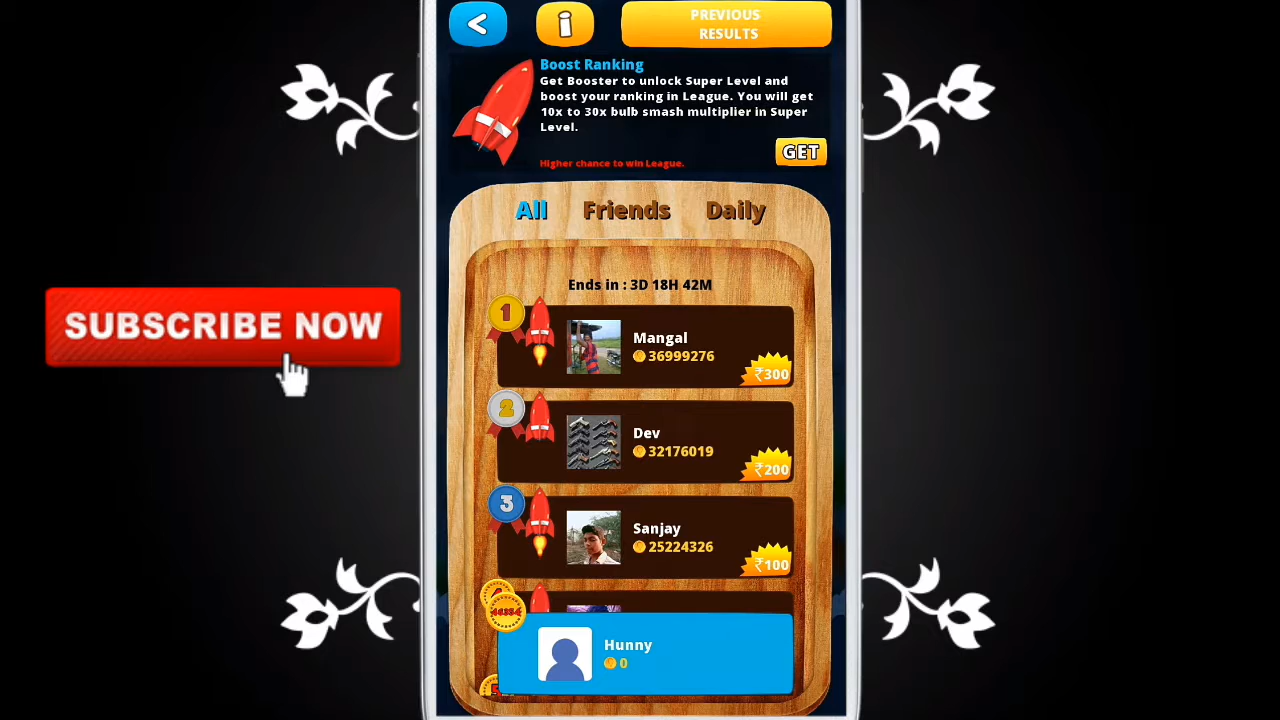 PREVIOUS
RESULTS
Boost Ranking
Get Booster to unlock Super Level and
boost your ranking in League. You will get
10x to 30x bulb smash multiplier in Super
Level.
Higher chance to win League.
GET
All Friends Daily
Ends in : 3D 18H 42M
1
Mangal
36999276
₹300
2
Dev
32176019
₹200
3
Sanjay
25224326
₹100
Hunny
0
SUBSCRIBE NOW